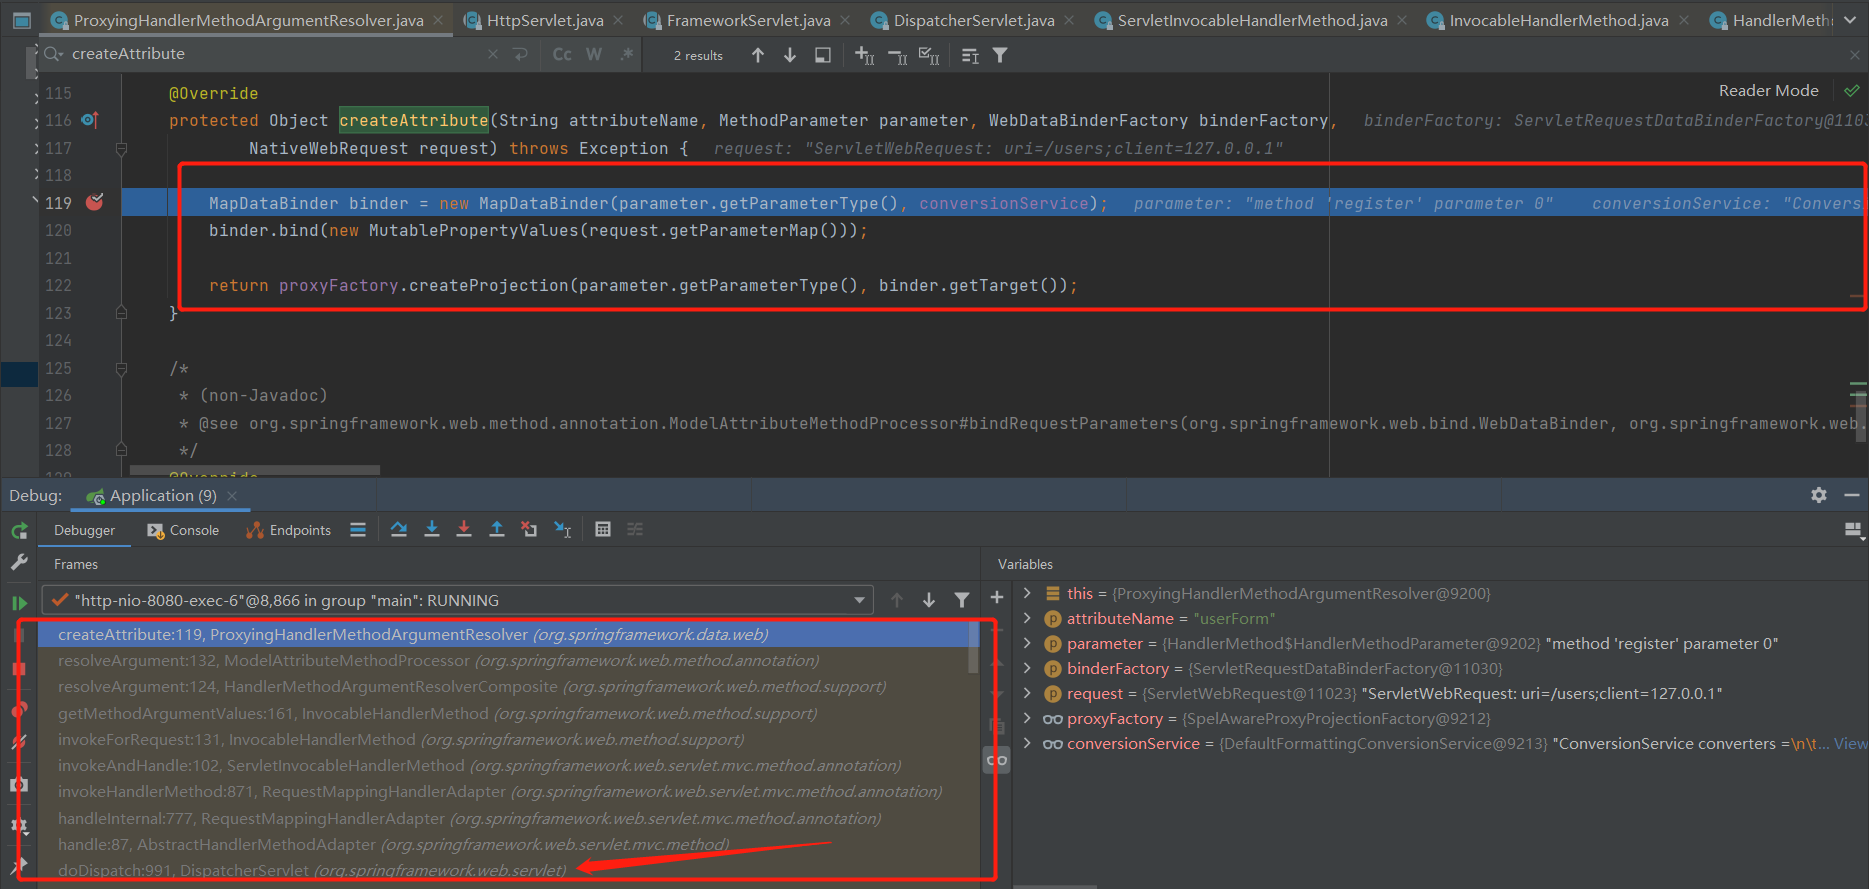 ProxyingHandlerMethodArgumentResolver.java HttpServlet.java FrameworkServlet.java DispatcherServlet.java ServletInvocableHandlerMethod.java InvocableHandlerMethod.java
createAttribute Cc W .* 2 results
Reader Mode
115 @Override
116 protected Object createAttribute(String attributeName, MethodParameter parameter, WebDataBinderFactory binderFactory, binderFactory: ServletRequestDataBinderFactory@1103
117 NativeWebRequest request) throws Exception { request: "ServletWebRequest: uri=/users;client=127.0.0.1"
118
119 MapDataBinder binder = new MapDataBinder(parameter.getParameterType(), conversionService); parameter: "method 'register' parameter 0" conversionService: "Convers
120 binder.bind(new MutablePropertyValues(request.getParameterMap()));
121
122 return proxyFactory.createProjection(parameter.getParameterType(), binder.getTarget());
123 }
124
125 /*
126 * (non-Javadoc)
127 * @see org.springframework.web.method.annotation.ModelAttributeMethodProcessor#bindRequestParameters(org.springframework.web.bind.WebDataBinder, org.springframework.web.
128 */
Debug: Application (9)
Debugger Console Endpoints
Frames
"http-nio-8080-exec-6"@8,866 in group "main": RUNNING
createAttribute:119, ProxyingHandlerMethodArgumentResolver (org.springframework.data.web)
resolveArgument:132, ModelAttributeMethodProcessor (org.springframework.web.method.annotation)
resolveArgument:124, HandlerMethodArgumentResolverComposite (org.springframework.web.method.support)
getMethodArgumentValues:161, InvocableHandlerMethod (org.springframework.web.method.support)
invokeForRequest:131, InvocableHandlerMethod (org.springframework.web.method.support)
invokeAndHandle:102, ServletInvocableHandlerMethod (org.springframework.web.servlet.mvc.method.annotation)
invokeHandlerMethod:871, RequestMappingHandlerAdapter (org.springframework.web.servlet.mvc.method.annotation)
handleInternal:777, RequestMappingHandlerAdapter (org.springframework.web.servlet.mvc.method.annotation)
handle:87, AbstractHandlerMethodAdapter (org.springframework.web.servlet.mvc.method)
doDispatch:991, DispatcherServlet (org.springframework.web.servlet)
Variables
this = {ProxyingHandlerMethodArgumentResolver@9200}
attributeName = "userForm"
parameter = {HandlerMethod$HandlerMethodParameter@9202} "method 'register' parameter 0"
binderFactory = {ServletRequestDataBinderFactory@11030}
request = {ServletWebRequest@11023} "ServletWebRequest: uri=/users;client=127.0.0.1"
proxyFactory = {SpelAwareProxyProjectionFactory@9212}
conversionService = {DefaultFormattingConversionService@9213} "ConversionService converters =\n\t... View